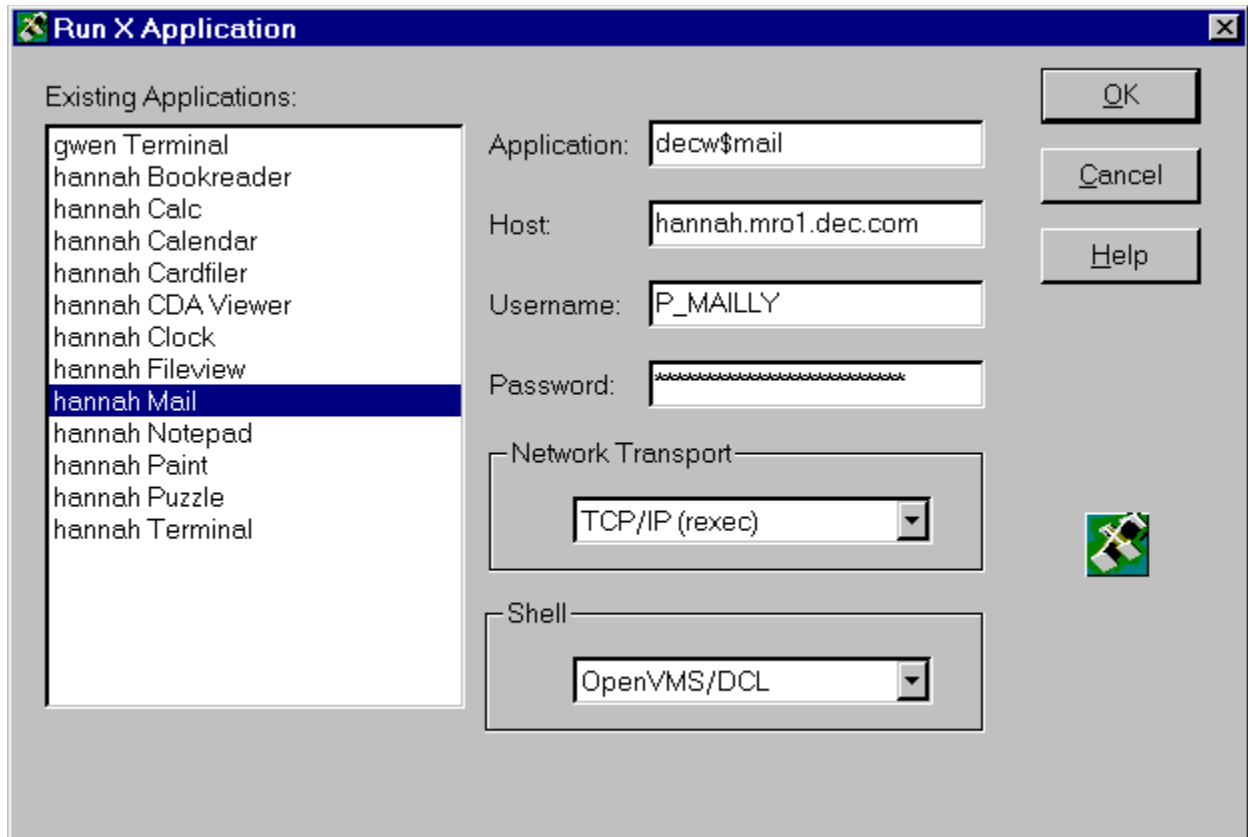 Run X Application
Existing Applications:
gwen Terminal
hannah Bookreader
hannah Calc
hannah Calendar
hannah Cardfiler
hannah CDA Viewer
hannah Clock
hannah Fileview
hannah Mail
hannah Notepad
hannah Paint
hannah Puzzle
hannah Terminal
Application: decw$mail
Host: hannah.mro1.dec.com
Username: P_MAILLY
Password: *************************
Network Transport
TCP/IP (rexec)
Shell
OpenVMS/DCL
OK
Cancel
Help